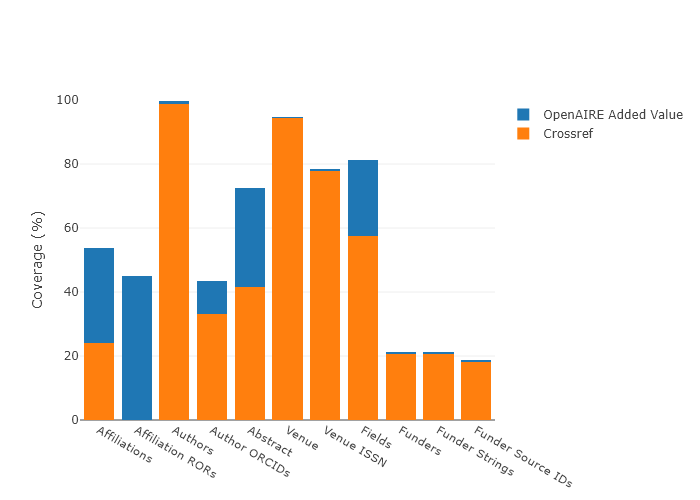 100
80
60
40
20
0
Coverage (%)
Affiliations
Affiliation RORs
Authors
Author ORCIDs
Abstract
Venue
Venue ISSN
Fields
Funders
Funder Strings
Funder Source IDs
OpenAIRE Added Value
Crossref